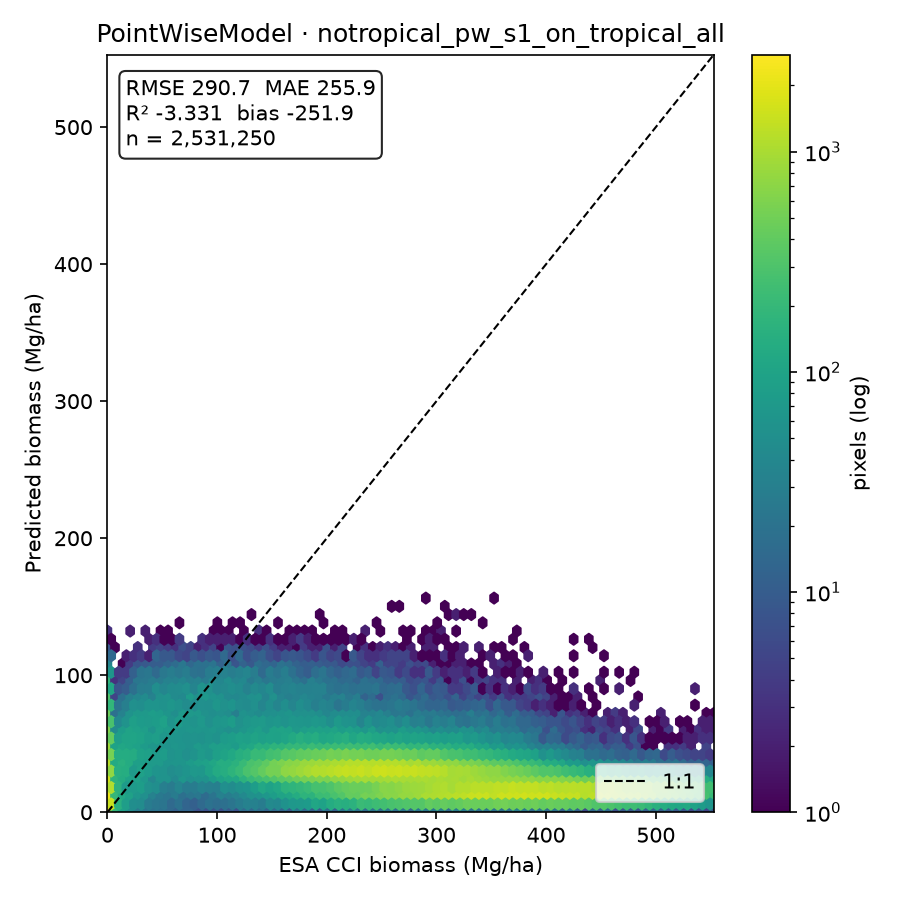 PointWiseModel · notropical_pw_s1_on_tropical_all
RMSE 290.7  MAE 255.9
R² -3.331  bias -251.9
n = 2,531,250
Predicted biomass (Mg/ha)
500
400
300
200
100
0
0 100 200 300 400 500
ESA CCI biomass (Mg/ha)
1:1
10³
10²
10¹
10⁰
pixels (log)